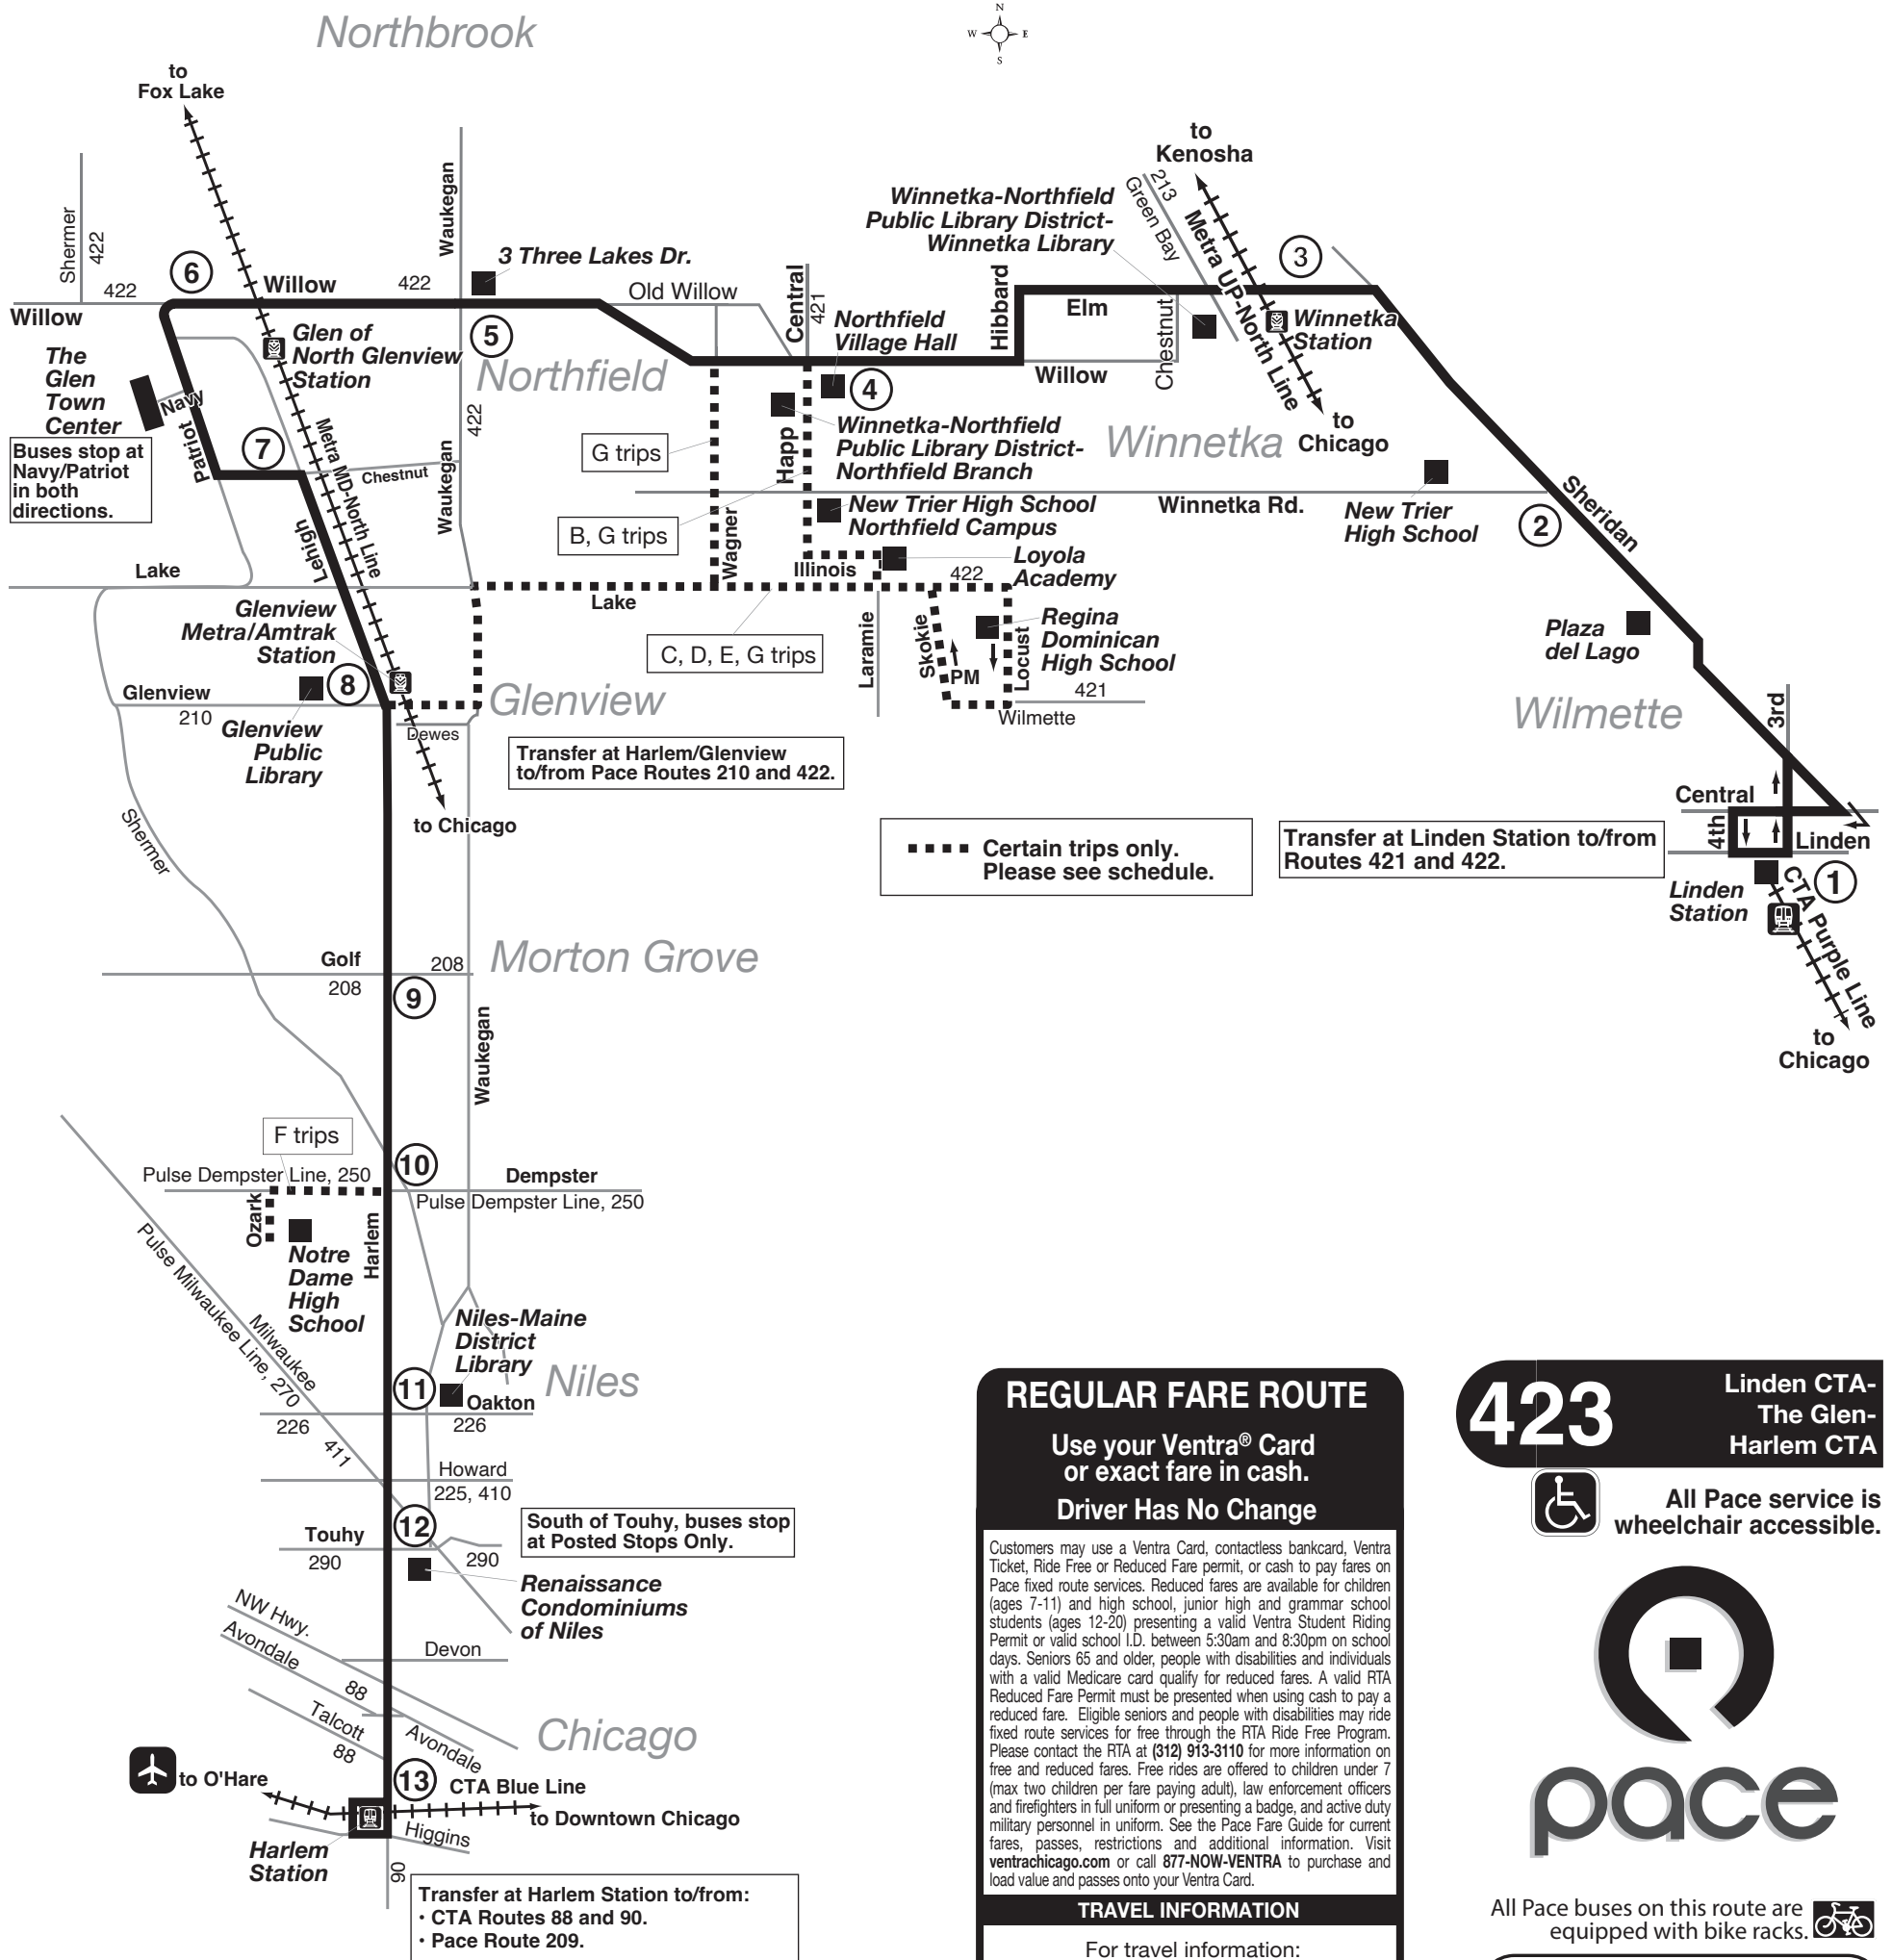 Northbrook
N
W
E
S
to
Fox Lake
to
Kenosha
Shermer
422
422
Willow
6
Willow
422
Waukegan
3 Three Lakes Dr.
5
Old Willow
Central
421
Northfield
Village Hall
4
Hibbard
Elm
Willow
Chestnut
Winnetka-Northfield
Public Library District-
Winnetka Library
Green Bay
213
Metra UP-North Line
3
Winnetka
Station
to
Chicago
The
Glen
Town
Center
Navy
Patriot
Buses stop at
Navy/Patriot
in both
directions.
Glen of
North Glenview
Station
Northfield
7
Metra MD-North Line
Chestnut
422
Waukegan
Lehigh
G trips
B, G trips
Happ
Wagner
Winnetka-Northfield
Public Library District-
Northfield Branch
Winnetka
Winnetka Rd.
New Trier High School
Northfield Campus
New Trier
High School
2
Sheridan
Lake
Lake
Illinois
Loyola
Academy
422
C, D, E, G trips
Laramie
Skokie
PM
Locust
Regina
Dominican
High School
421
Wilmette
Plaza
del Lago
Wilmette
Glenview
Metra/Amtrak
Station
8
Glenview
210
Glenview
Public
Library
Glenview
Dewes
Transfer at Harlem/Glenview
to/from Pace Routes 210 and 422.
to Chicago
Shermer
Certain trips only.
Please see schedule.
Transfer at Linden Station to/from
Routes 421 and 422.
3rd
Central
4th
Linden
1
Linden
Station
CTA Purple Line
to
Chicago
Golf
208
208
9
Morton Grove
Waukegan
F trips
10
Pulse Dempster Line, 250
Dempster
Pulse Dempster Line, 250
Ozark
Harlem
Notre
Dame
High
School
Pulse Milwaukee Line, 270
Milwaukee
411
Niles-Maine
District
Library
Niles
11
Oakton
226
226
Howard
225, 410
12
Touhy
290
290
South of Touhy, buses stop
at Posted Stops Only.
Renaissance
Condominiums
of Niles
NW Hwy.
Avondale
Devon
88
Talcott
88
Avondale
Chicago
13
to O'Hare
CTA Blue Line
to Downtown Chicago
Higgins
Harlem
Station
90
Transfer at Harlem Station to/from:
• CTA Routes 88 and 90.
• Pace Route 209.
REGULAR FARE ROUTE
Use your Ventra® Card
or exact fare in cash.
Driver Has No Change
Customers may use a Ventra Card, contactless bankcard, Ventra
Ticket, Ride Free or Reduced Fare permit, or cash to pay fares on
Pace fixed route services. Reduced fares are available for children
(ages 7-11) and high school, junior high and grammar school
students (ages 12-20) presenting a valid Ventra Student Riding
Permit or valid school I.D. between 5:30am and 8:30pm on school
days. Seniors 65 and older, people with disabilities and individuals
with a valid Medicare card qualify for reduced fares. A valid RTA
Reduced Fare Permit must be presented when using cash to pay a
reduced fare. Eligible seniors and people with disabilities may ride
fixed route services for free through the RTA Ride Free Program.
Please contact the RTA at (312) 913-3110 for more information on
free and reduced fares. Free rides are offered to children under 7
(max two children per fare paying adult), law enforcement officers
and firefighters in full uniform or presenting a badge, and active duty
military personnel in uniform. See the Pace Fare Guide for current
fares, passes, restrictions and additional information. Visit
ventrachicago.com or call 877-NOW-VENTRA to purchase and
load value and passes onto your Ventra Card.
TRAVEL INFORMATION
For travel information:
423
Linden CTA-
The Glen-
Harlem CTA
All Pace service is
wheelchair accessible.
pace
All Pace buses on this route are
equipped with bike racks.